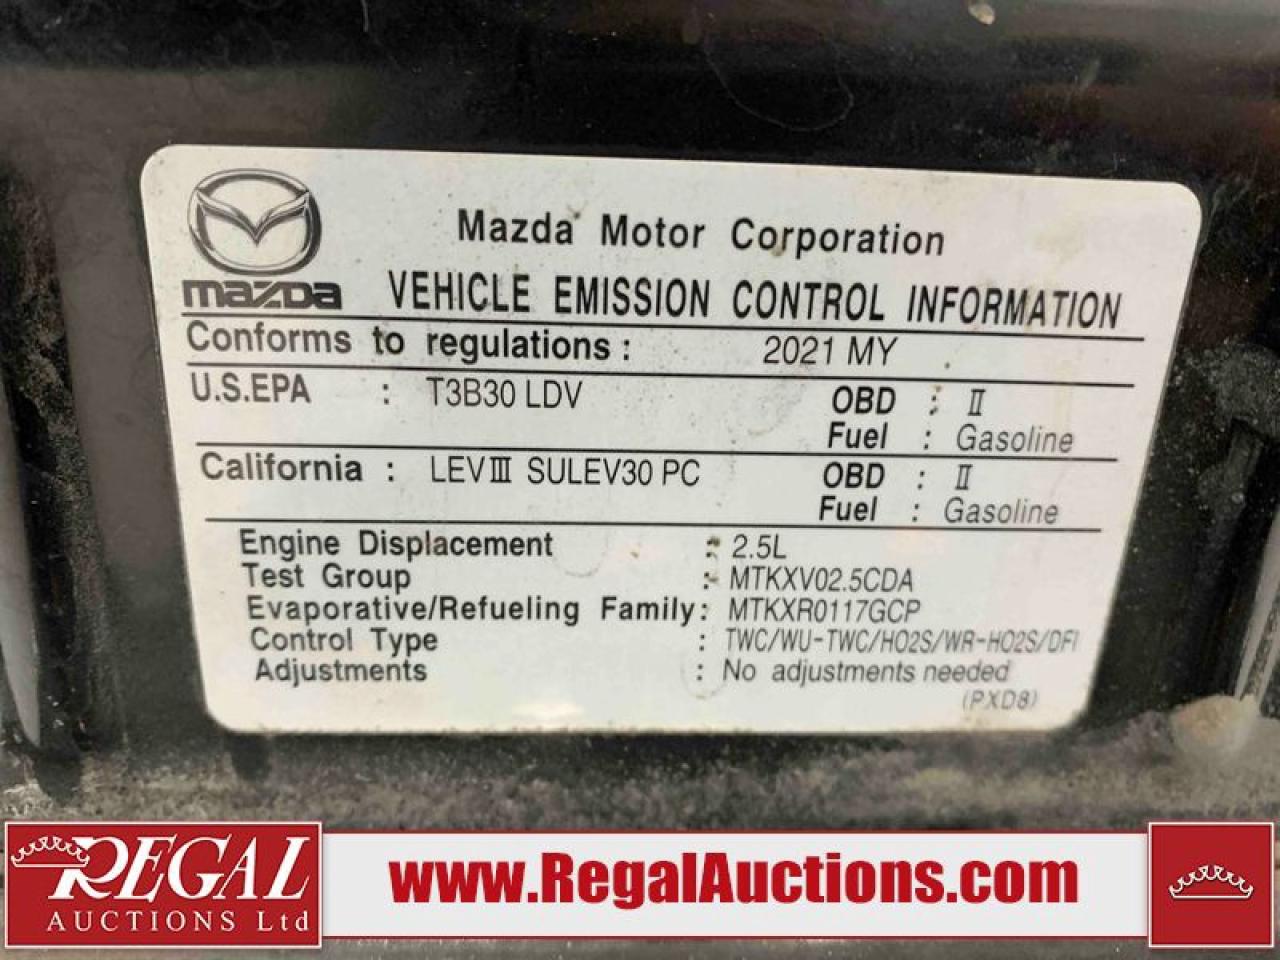 Mazda Motor Corporation
mazda VEHICLE EMISSION CONTROL INFORMATION
Conforms to regulations : 2021 MY
U.S.EPA : T3B30 LDV OBD : II
Fuel : Gasoline
California : LEV III SULEV30 PC OBD : II
Fuel : Gasoline
Engine Displacement : 2.5L
Test Group : MTKXV02.5CDA
Evaporative/Refueling Family : MTKXR0117GCP
Control Type : TWC/WU-TWC/HO2S/WR-HO2S/DFI
Adjustments : No adjustments needed
(PXD8)
REGAL
AUCTIONS Ltd
www.RegalAuctions.com